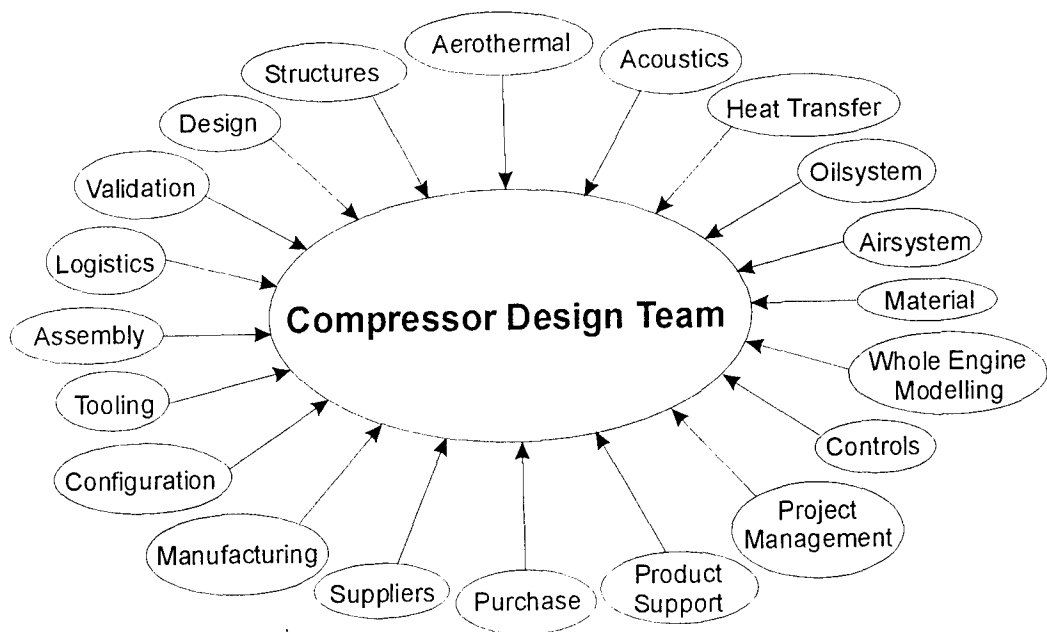 Aerothermal
Acoustics
Structures
Heat Transfer
Design
Oilsystem
Validation
Airsystem
Logistics
Material
Compressor Design Team
Assembly
Whole Engine
Modelling
Tooling
Controls
Configuration
Project
Management
Manufacturing
Product
Support
Suppliers
Purchase